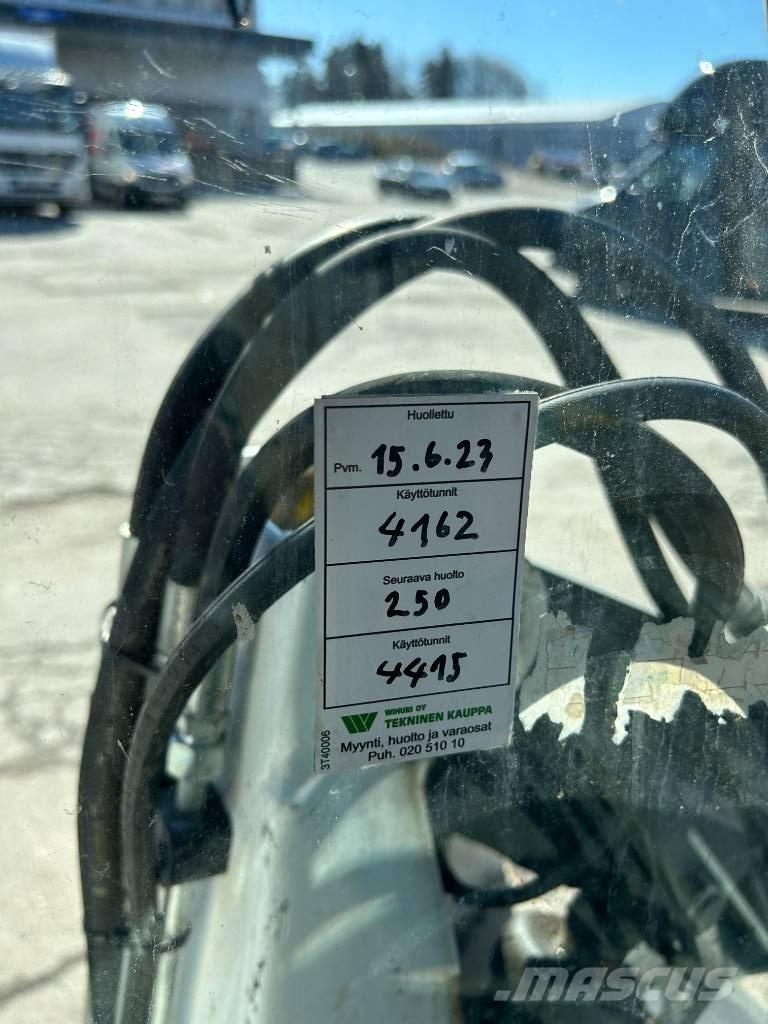 Huollettu
Pvm. 15.6.23
Käyttötunnit
4162
Seuraava huolto
250
Käyttötunnit
4415
WIHURI OY
TEKNINEN KAUPPA
Myynti, huolto ja varaosat
Puh. 020 510 10
3T40006
MASCUS